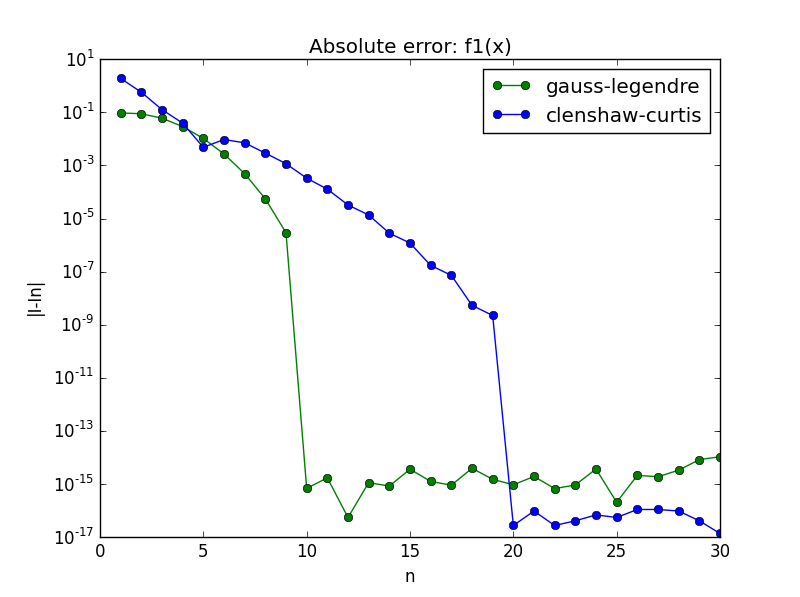 Absolute error: f1(x)
gauss-legendre
clenshaw-curtis
|I-In|
10^1
10^-1
10^-3
10^-5
10^-7
10^-9
10^-11
10^-13
10^-15
10^-17
0 5 10 15 20 25 30
n